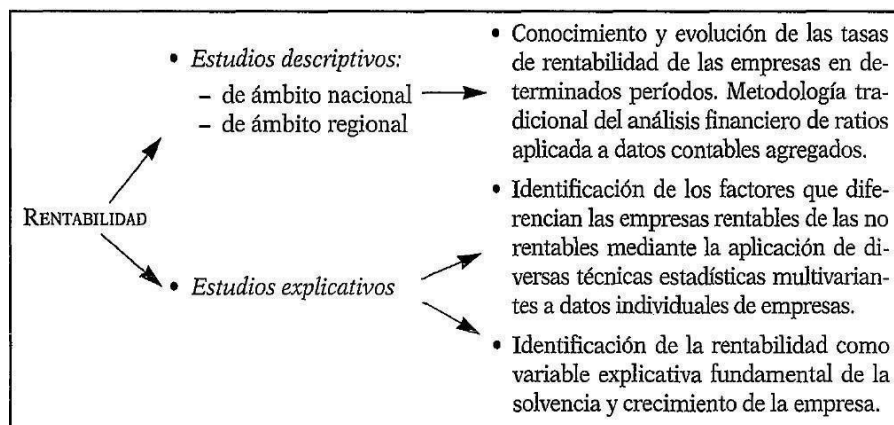 RENTABILIDAD
• Estudios descriptivos:
– de ámbito nacional
– de ámbito regional
• Conocimiento y evolución de las tasas
de rentabilidad de las empresas en de-
terminados períodos. Metodología tra-
dicional del análisis financiero de ratios
aplicada a datos contables agregados.
• Estudios explicativos
• Identificación de los factores que dife-
rencian las empresas rentables de las no
rentables mediante la aplicación de di-
versas técnicas estadísticas multivarian-
tes a datos individuales de empresas.
• Identificación de la rentabilidad como
variable explicativa fundamental de la
solvencia y crecimiento de la empresa.